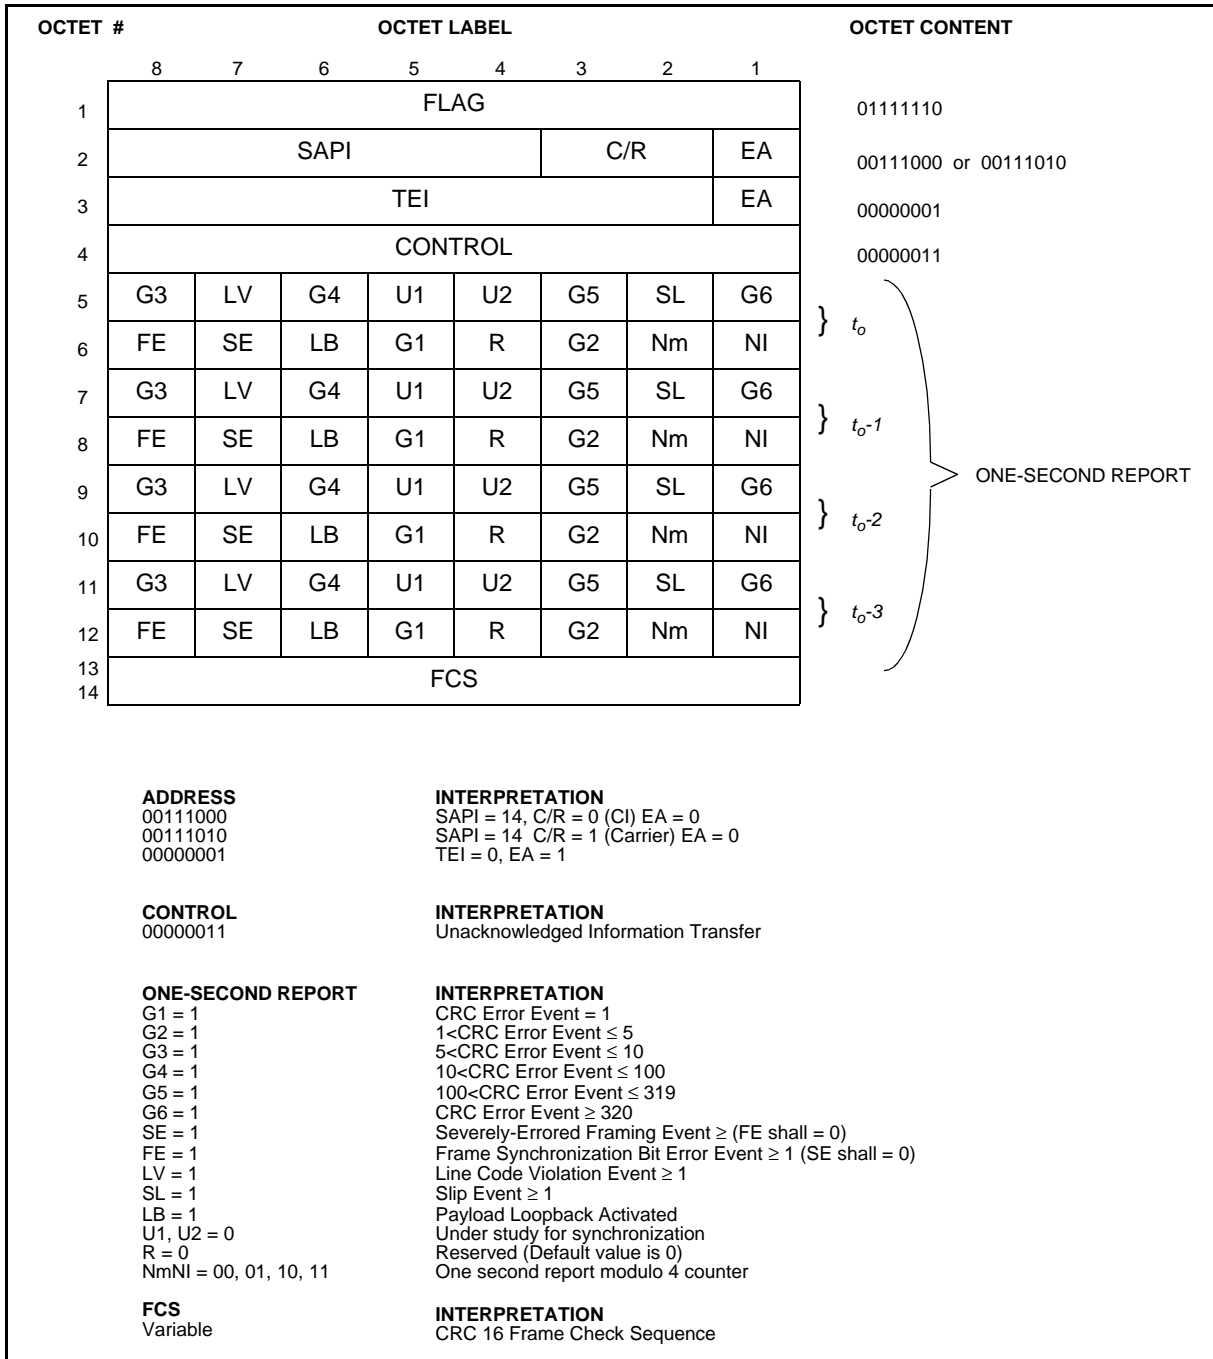 OCTET # OCTET LABEL OCTET CONTENT
8 7 6 5 4 3 2 1
1 FLAG 01111110
2 SAPI C/R EA 00111000 or 00111010
3 TEI EA 00000001
4 CONTROL 00000011
5 G3 LV G4 U1 U2 G5 SL G6
} to
6 FE SE LB G1 R G2 Nm NI
7 G3 LV G4 U1 U2 G5 SL G6
} to-1
8 FE SE LB G1 R G2 Nm NI
ONE-SECOND REPORT
9 G3 LV G4 U1 U2 G5 SL G6
} to-2
10 FE SE LB G1 R G2 Nm NI
11 G3 LV G4 U1 U2 G5 SL G6
} to-3
12 FE SE LB G1 R G2 Nm NI
13 FCS
14
ADDRESS INTERPRETATION
00111000 SAPI = 14, C/R = 0 (CI) EA = 0
00111010 SAPI = 14 C/R = 1 (Carrier) EA = 0
00000001 TEI = 0, EA = 1
CONTROL INTERPRETATION
00000011 Unacknowledged Information Transfer
ONE-SECOND REPORT INTERPRETATION
G1 = 1 CRC Error Event = 1
G2 = 1 1<CRC Error Event ≤ 5
G3 = 1 5<CRC Error Event ≤ 10
G4 = 1 10<CRC Error Event ≤ 100
G5 = 1 100<CRC Error Event ≤ 319
G6 = 1 CRC Error Event ≥ 320
SE = 1 Severely-Errored Framing Event ≥ (FE shall = 0)
FE = 1 Frame Synchronization Bit Error Event ≥ 1 (SE shall = 0)
LV = 1 Line Code Violation Event ≥ 1
SL = 1 Slip Event ≥ 1
LB = 1 Payload Loopback Activated
U1, U2 = 0 Under study for synchronization
R = 0 Reserved (Default value is 0)
NmNI = 00, 01, 10, 11 One second report modulo 4 counter
FCS INTERPRETATION
Variable CRC 16 Frame Check Sequence